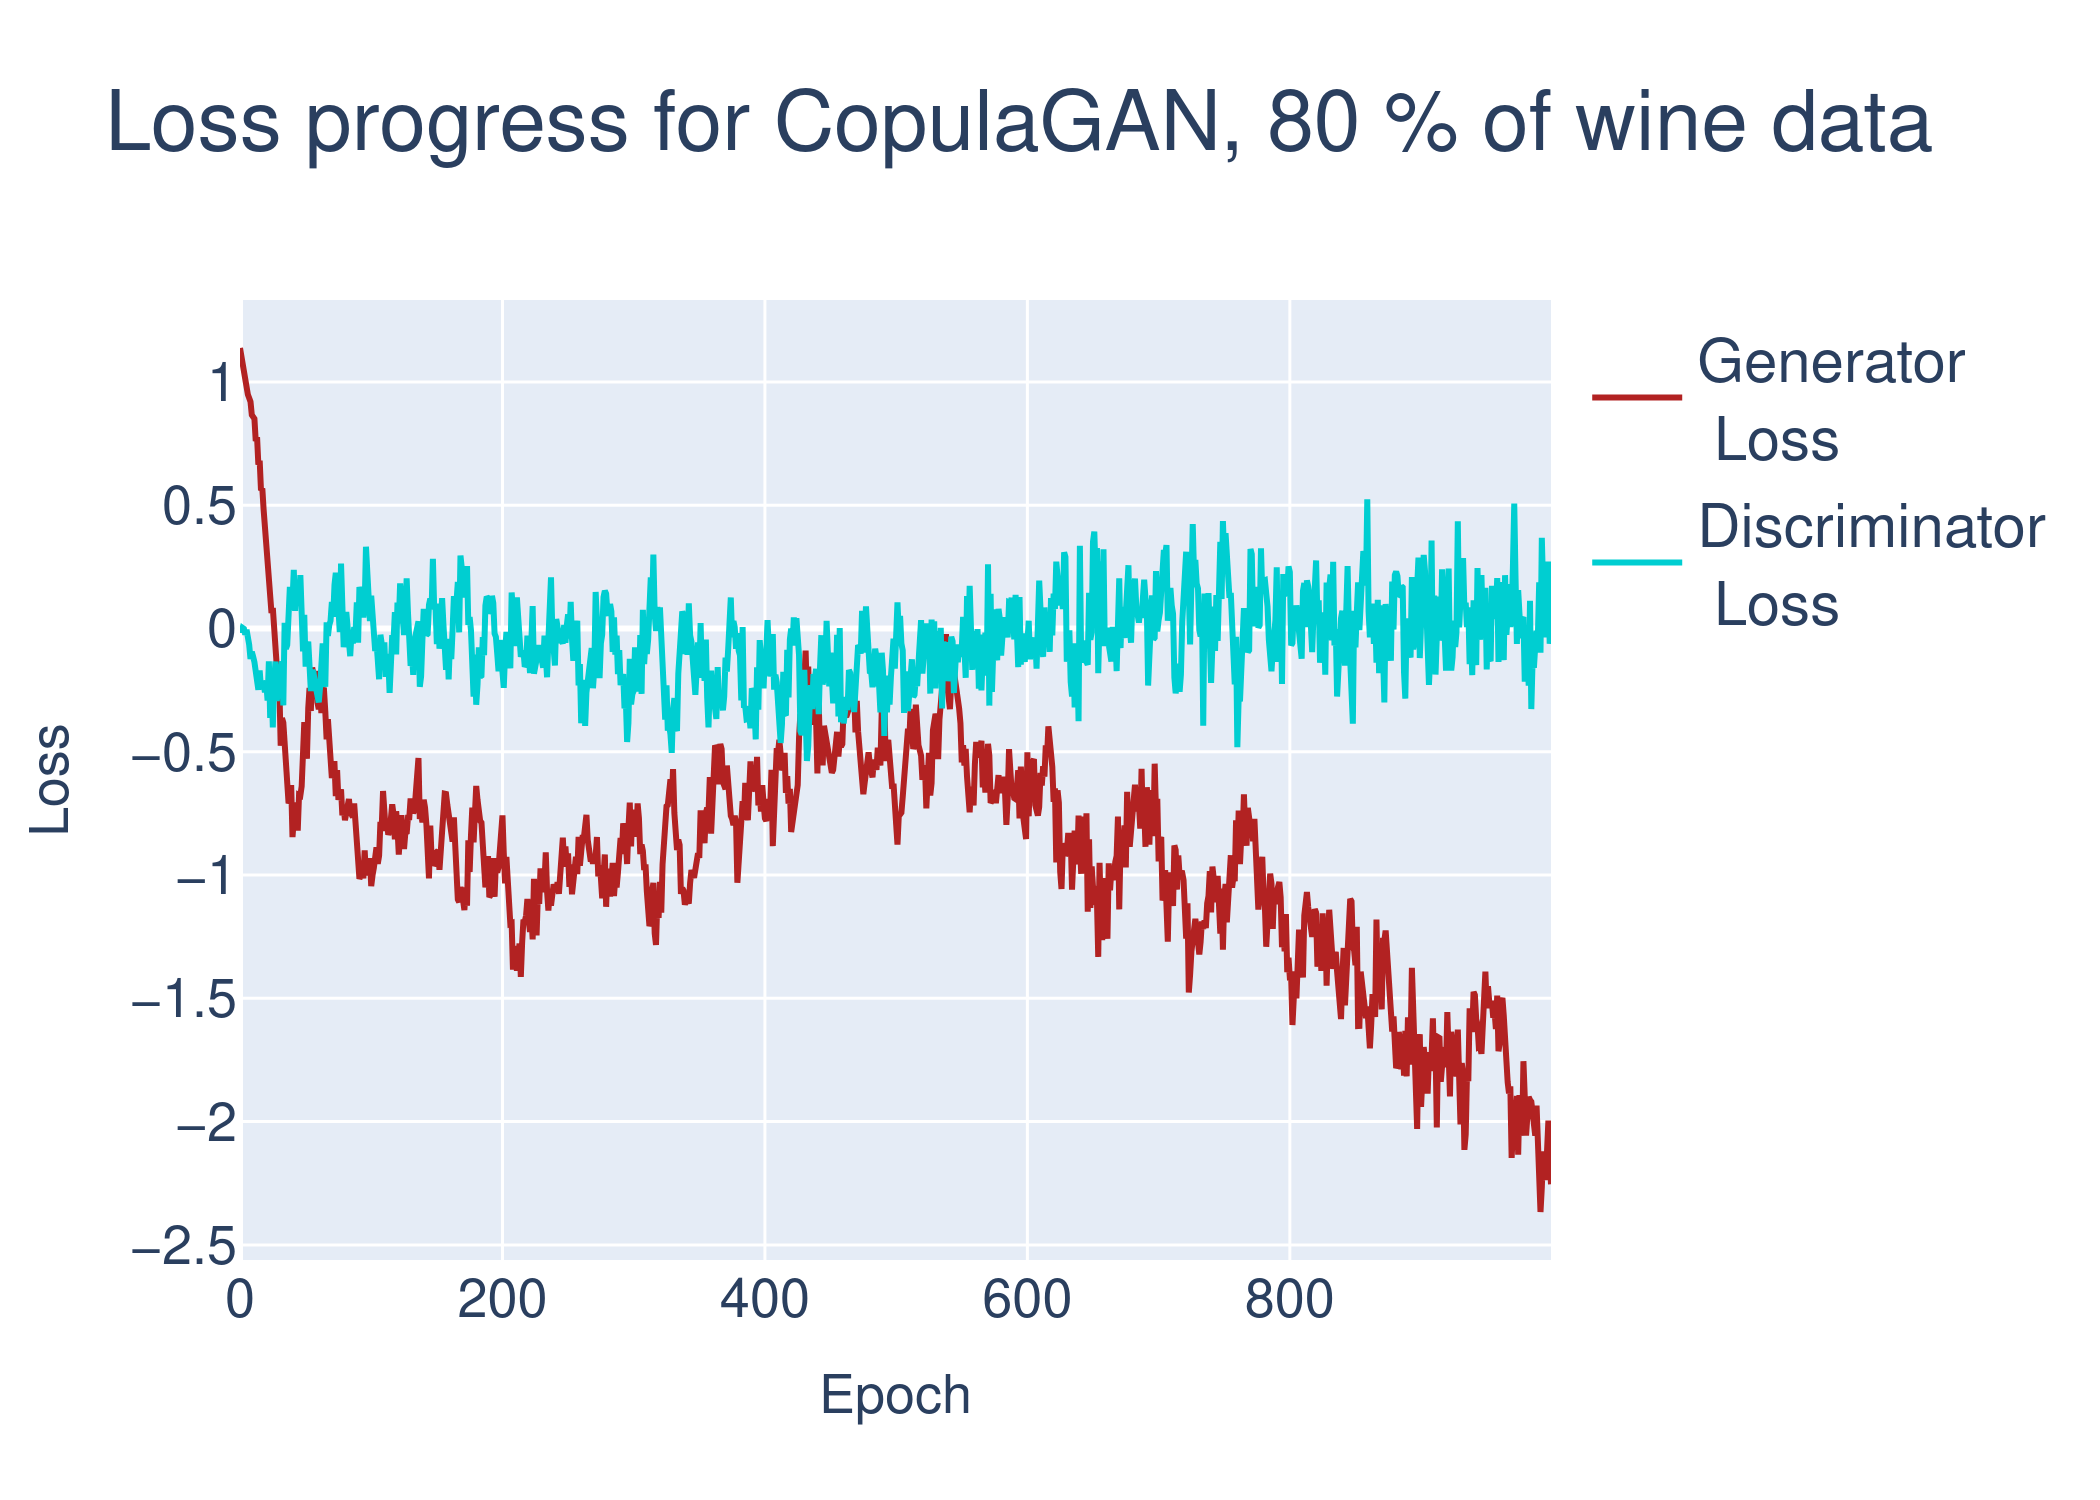 Loss progress for CopulaGAN, 80 % of wine data
Generator
Loss
Discriminator
Loss
1
0.5
0
−0.5
−1
−1.5
−2
−2.5
Loss
0 200 400 600 800
Epoch